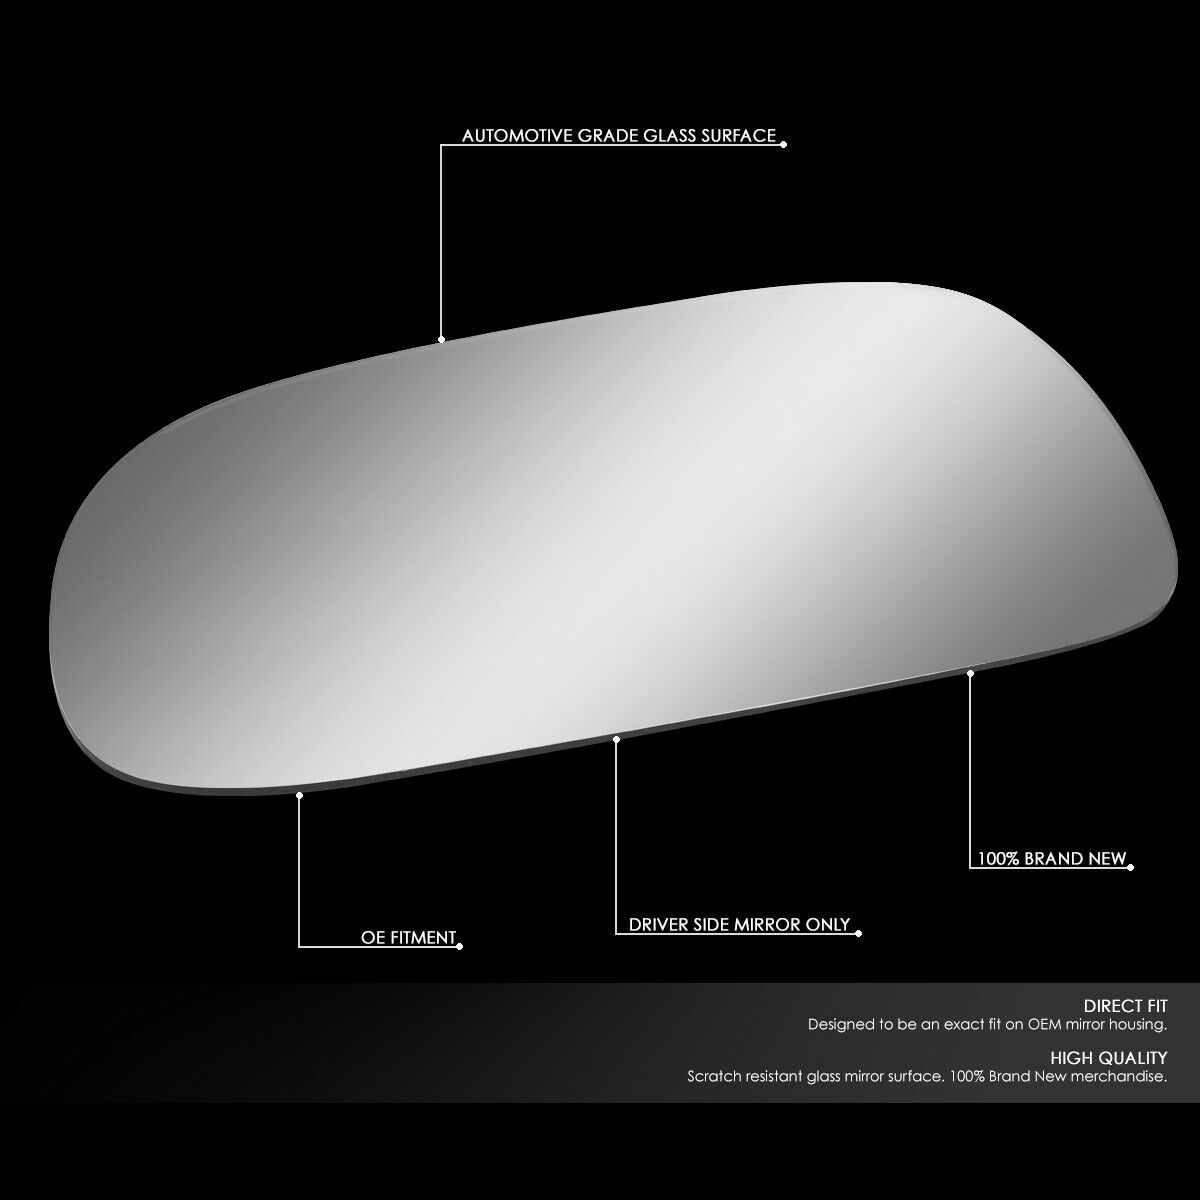 AUTOMOTIVE GRADE GLASS SURFACE
100% BRAND NEW
DRIVER SIDE MIRROR ONLY
OE FITMENT
DIRECT FIT
Designed to be an exact fit on OEM mirror housing.
HIGH QUALITY
Scratch resistant glass mirror surface. 100% Brand New merchandise.